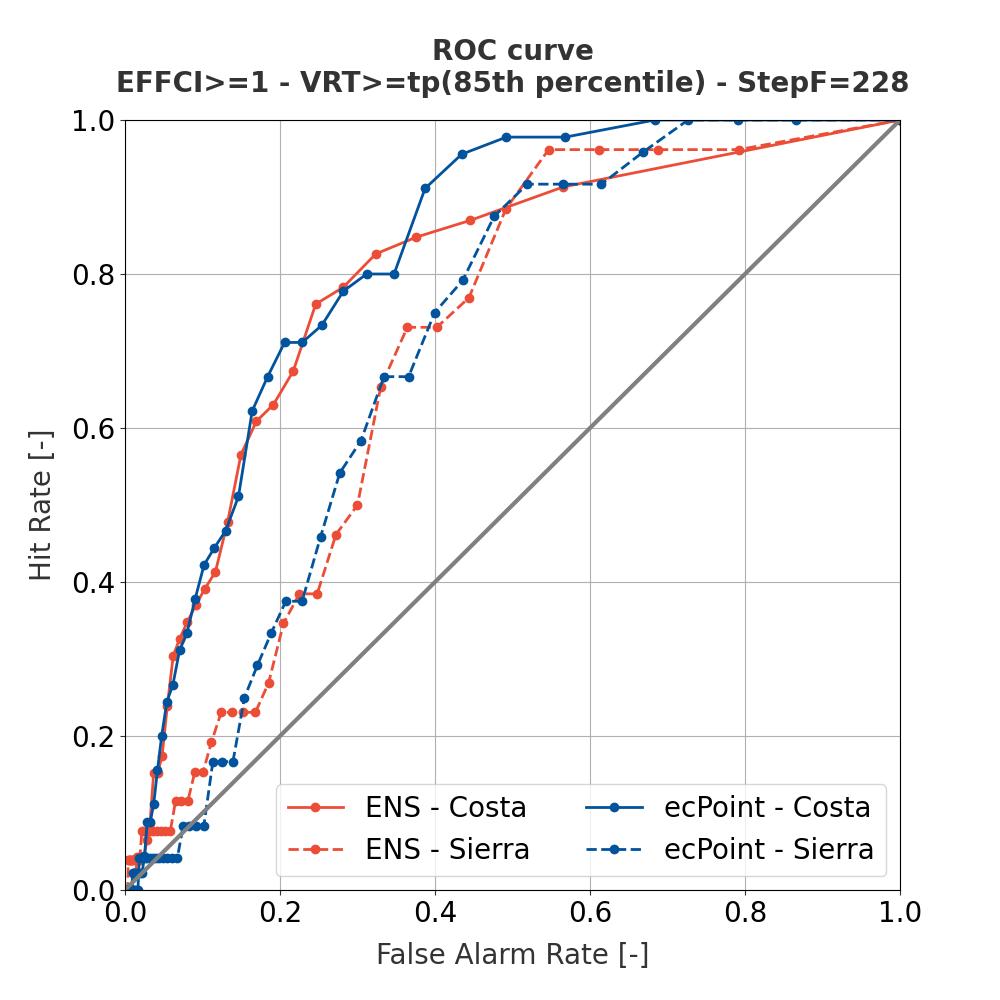 ROC curve
EFFCI>=1 - VRT>=tp(85th percentile) - StepF=228
1.0
0.8
0.6
0.4
0.2
0.0
Hit Rate [-]
ENS - Costa
ENS - Sierra
ecPoint - Costa
ecPoint - Sierra
0.0 0.2 0.4 0.6 0.8 1.0
False Alarm Rate [-]